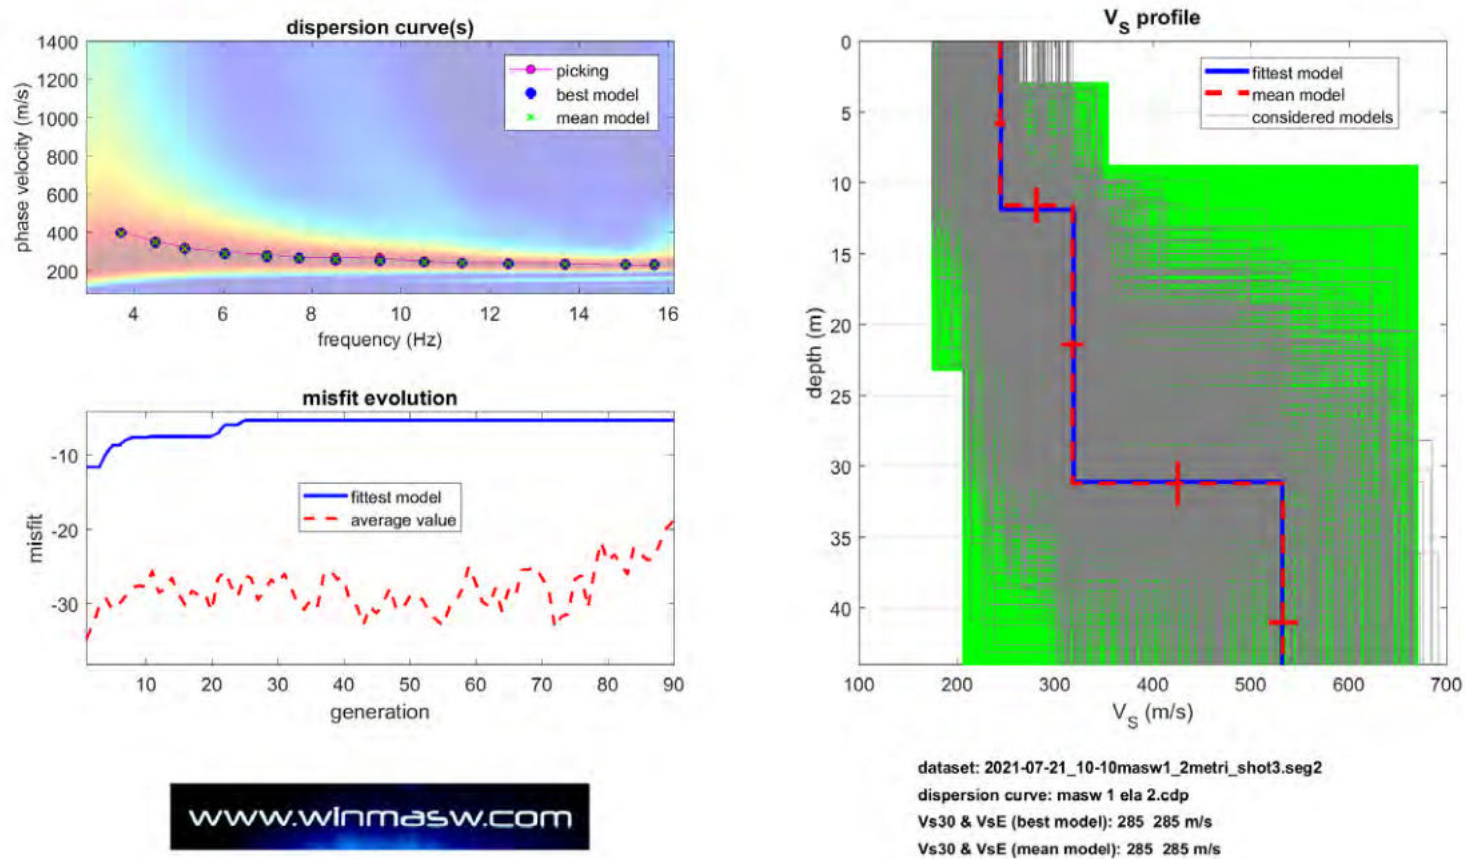 dispersion curve(s)
1400
1200
1000
800
600
400
200
phase velocity (m/s)
picking
best model
mean model
4 6 8 10 12 14 16
frequency (Hz)
misfit evolution
-10
-20
-30
misfit
fittest model
average value
10 20 30 40 50 60 70 80 90
generation
www.winmasw.com
VS profile
0
5
10
15
20
25
30
35
40
depth (m)
fittest model
mean model
considered models
100 200 300 400 500 600 700
VS (m/s)
dataset: 2021-07-21_10-10masw1_2metri_shot3.seg2
dispersion curve: masw 1 ela 2.cdp
Vs30 & VsE (best model): 285 285 m/s
Vs30 & VsE (mean model): 285 285 m/s